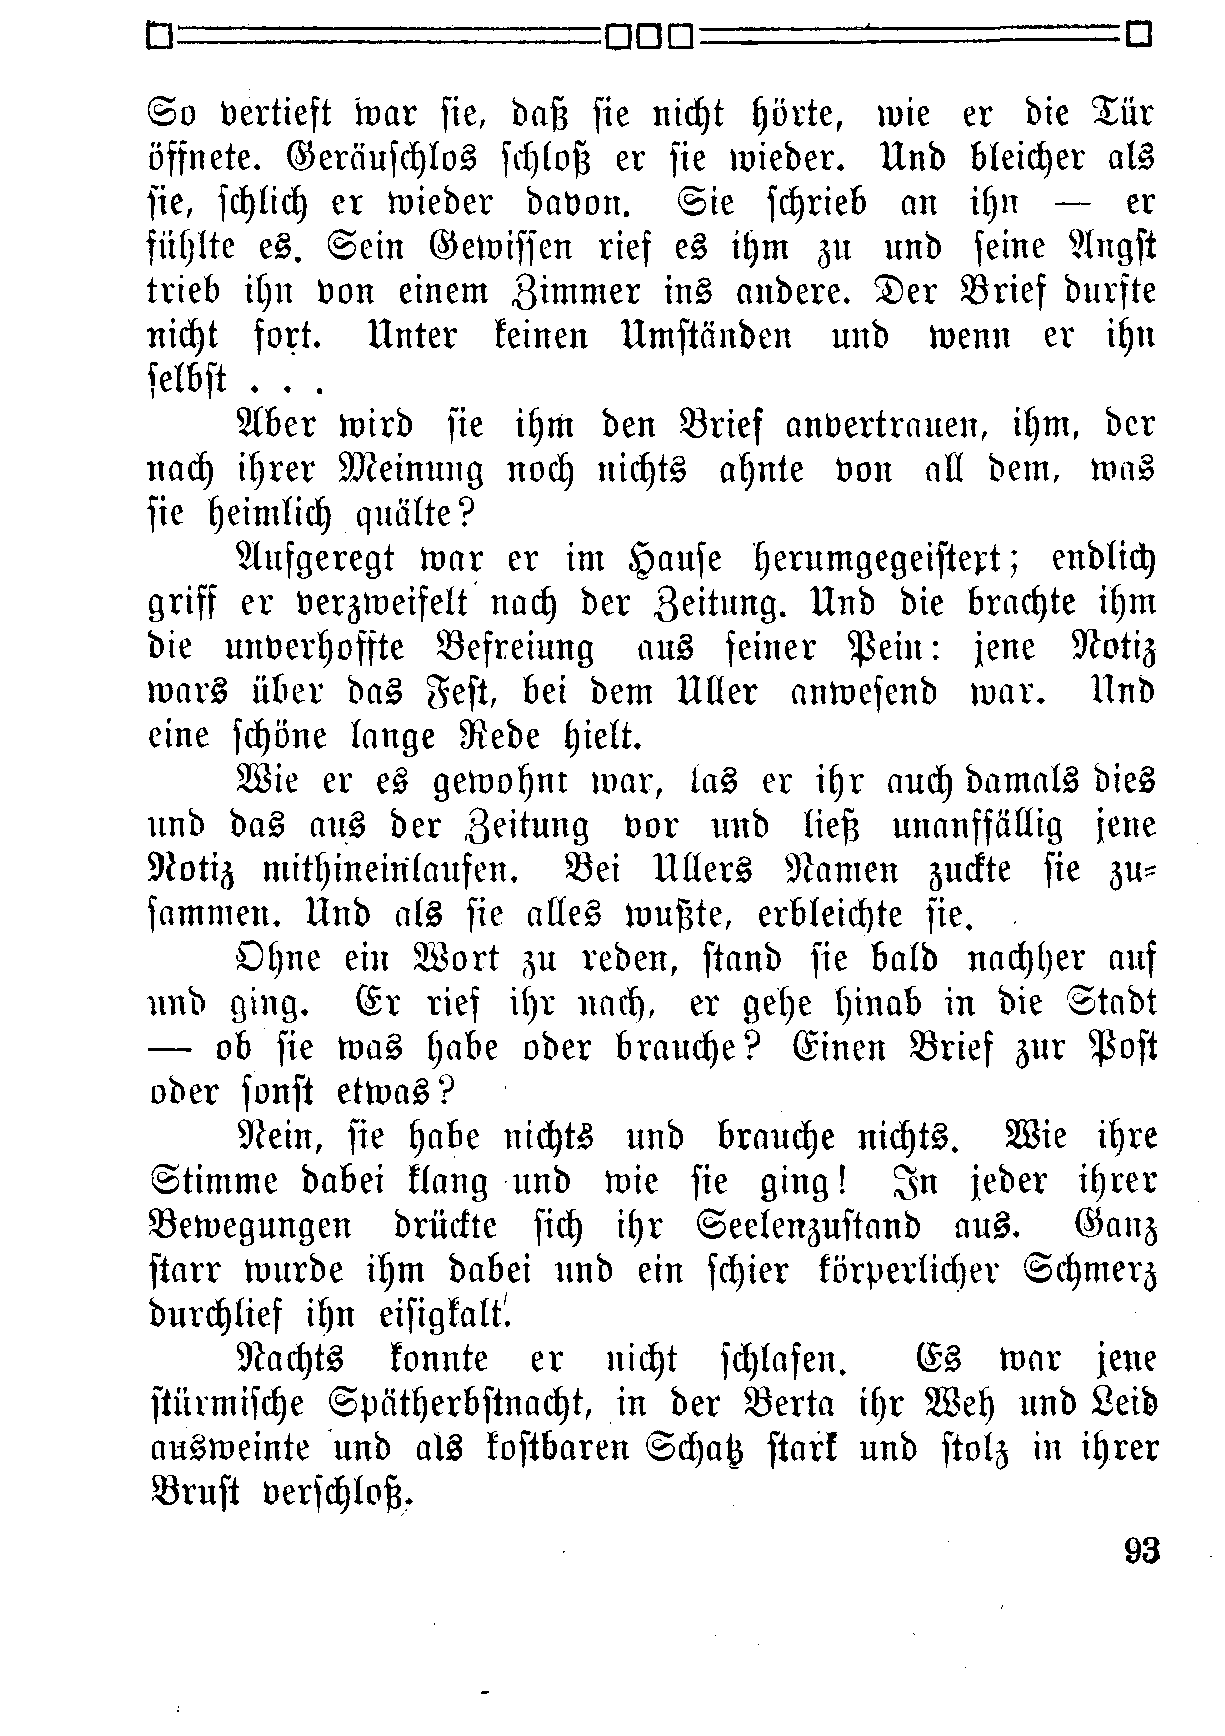 So vertieft war sie, daß sie nicht hörte, wie er die Tür
öffnete. Geräuschlos schloß er sie wieder. Und bleicher als
sie, schlich er wieder davon. Sie schrieb an ihn — er
fühlte es. Sein Gewissen rief es ihm zu und seine Angst
trieb ihn von einem Zimmer ins andere. Der Brief durfte
nicht fort. Unter keinen Umständen und wenn er ihn
selbst . . .
Aber wird sie ihm den Brief anvertrauen, ihm, der
nach ihrer Meinung noch nichts ahnte von all dem, was
sie heimlich quälte?
Aufgeregt war er im Hause herumgegeistert; endlich
griff er verzweifelt nach der Zeitung. Und die brachte ihm
die unverhoffte Befreiung aus seiner Pein: jene Notiz
wars über das Fest, bei dem Uller anwesend war. Und
eine schöne lange Rede hielt.
Wie er es gewohnt war, las er ihr auch damals dies
und das aus der Zeitung vor und ließ unauffällig jene
Notiz mithineinlaufen. Bei Ullers Namen zuckte sie zu-
sammen. Und als sie alles wußte, erbleichte sie.
Ohne ein Wort zu reden, stand sie bald nachher auf
und ging. Er rief ihr nach, er gehe hinab in die Stadt
— ob sie was habe oder brauche? Einen Brief zur Post
oder sonst etwas?
Nein, sie habe nichts und brauche nichts. Wie ihre
Stimme dabei klang und wie sie ging! In jeder ihrer
Bewegungen drückte sich ihr Seelenzustand aus. Ganz
starr wurde ihm dabei und ein schier körperlicher Schmerz
durchlief ihn eisigkalt.
Nachts konnte er nicht schlafen. Es war jene
stürmische Spätherbstnacht, in der Berta ihr Weh und Leid
ausweinte und als kostbaren Schatz stark und stolz in ihrer
Brust verschloß.
93